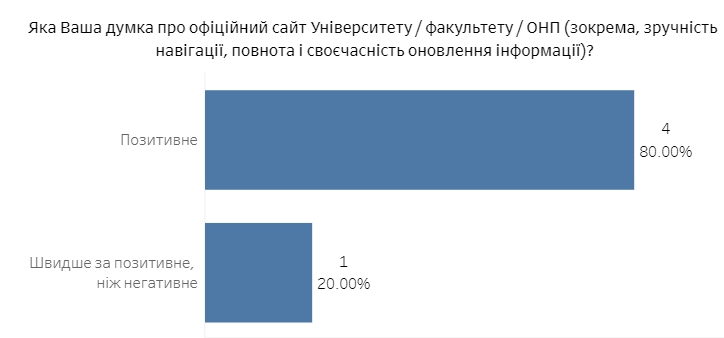 Яка Ваша думка про офіційний сайт Університету / факультету / ОНП (зокрема, зручність
навігації, повнота і своєчасність оновлення інформації)?
Позитивне
4
80.00%
Швидше за позитивне,
ніж негативне
1
20.00%